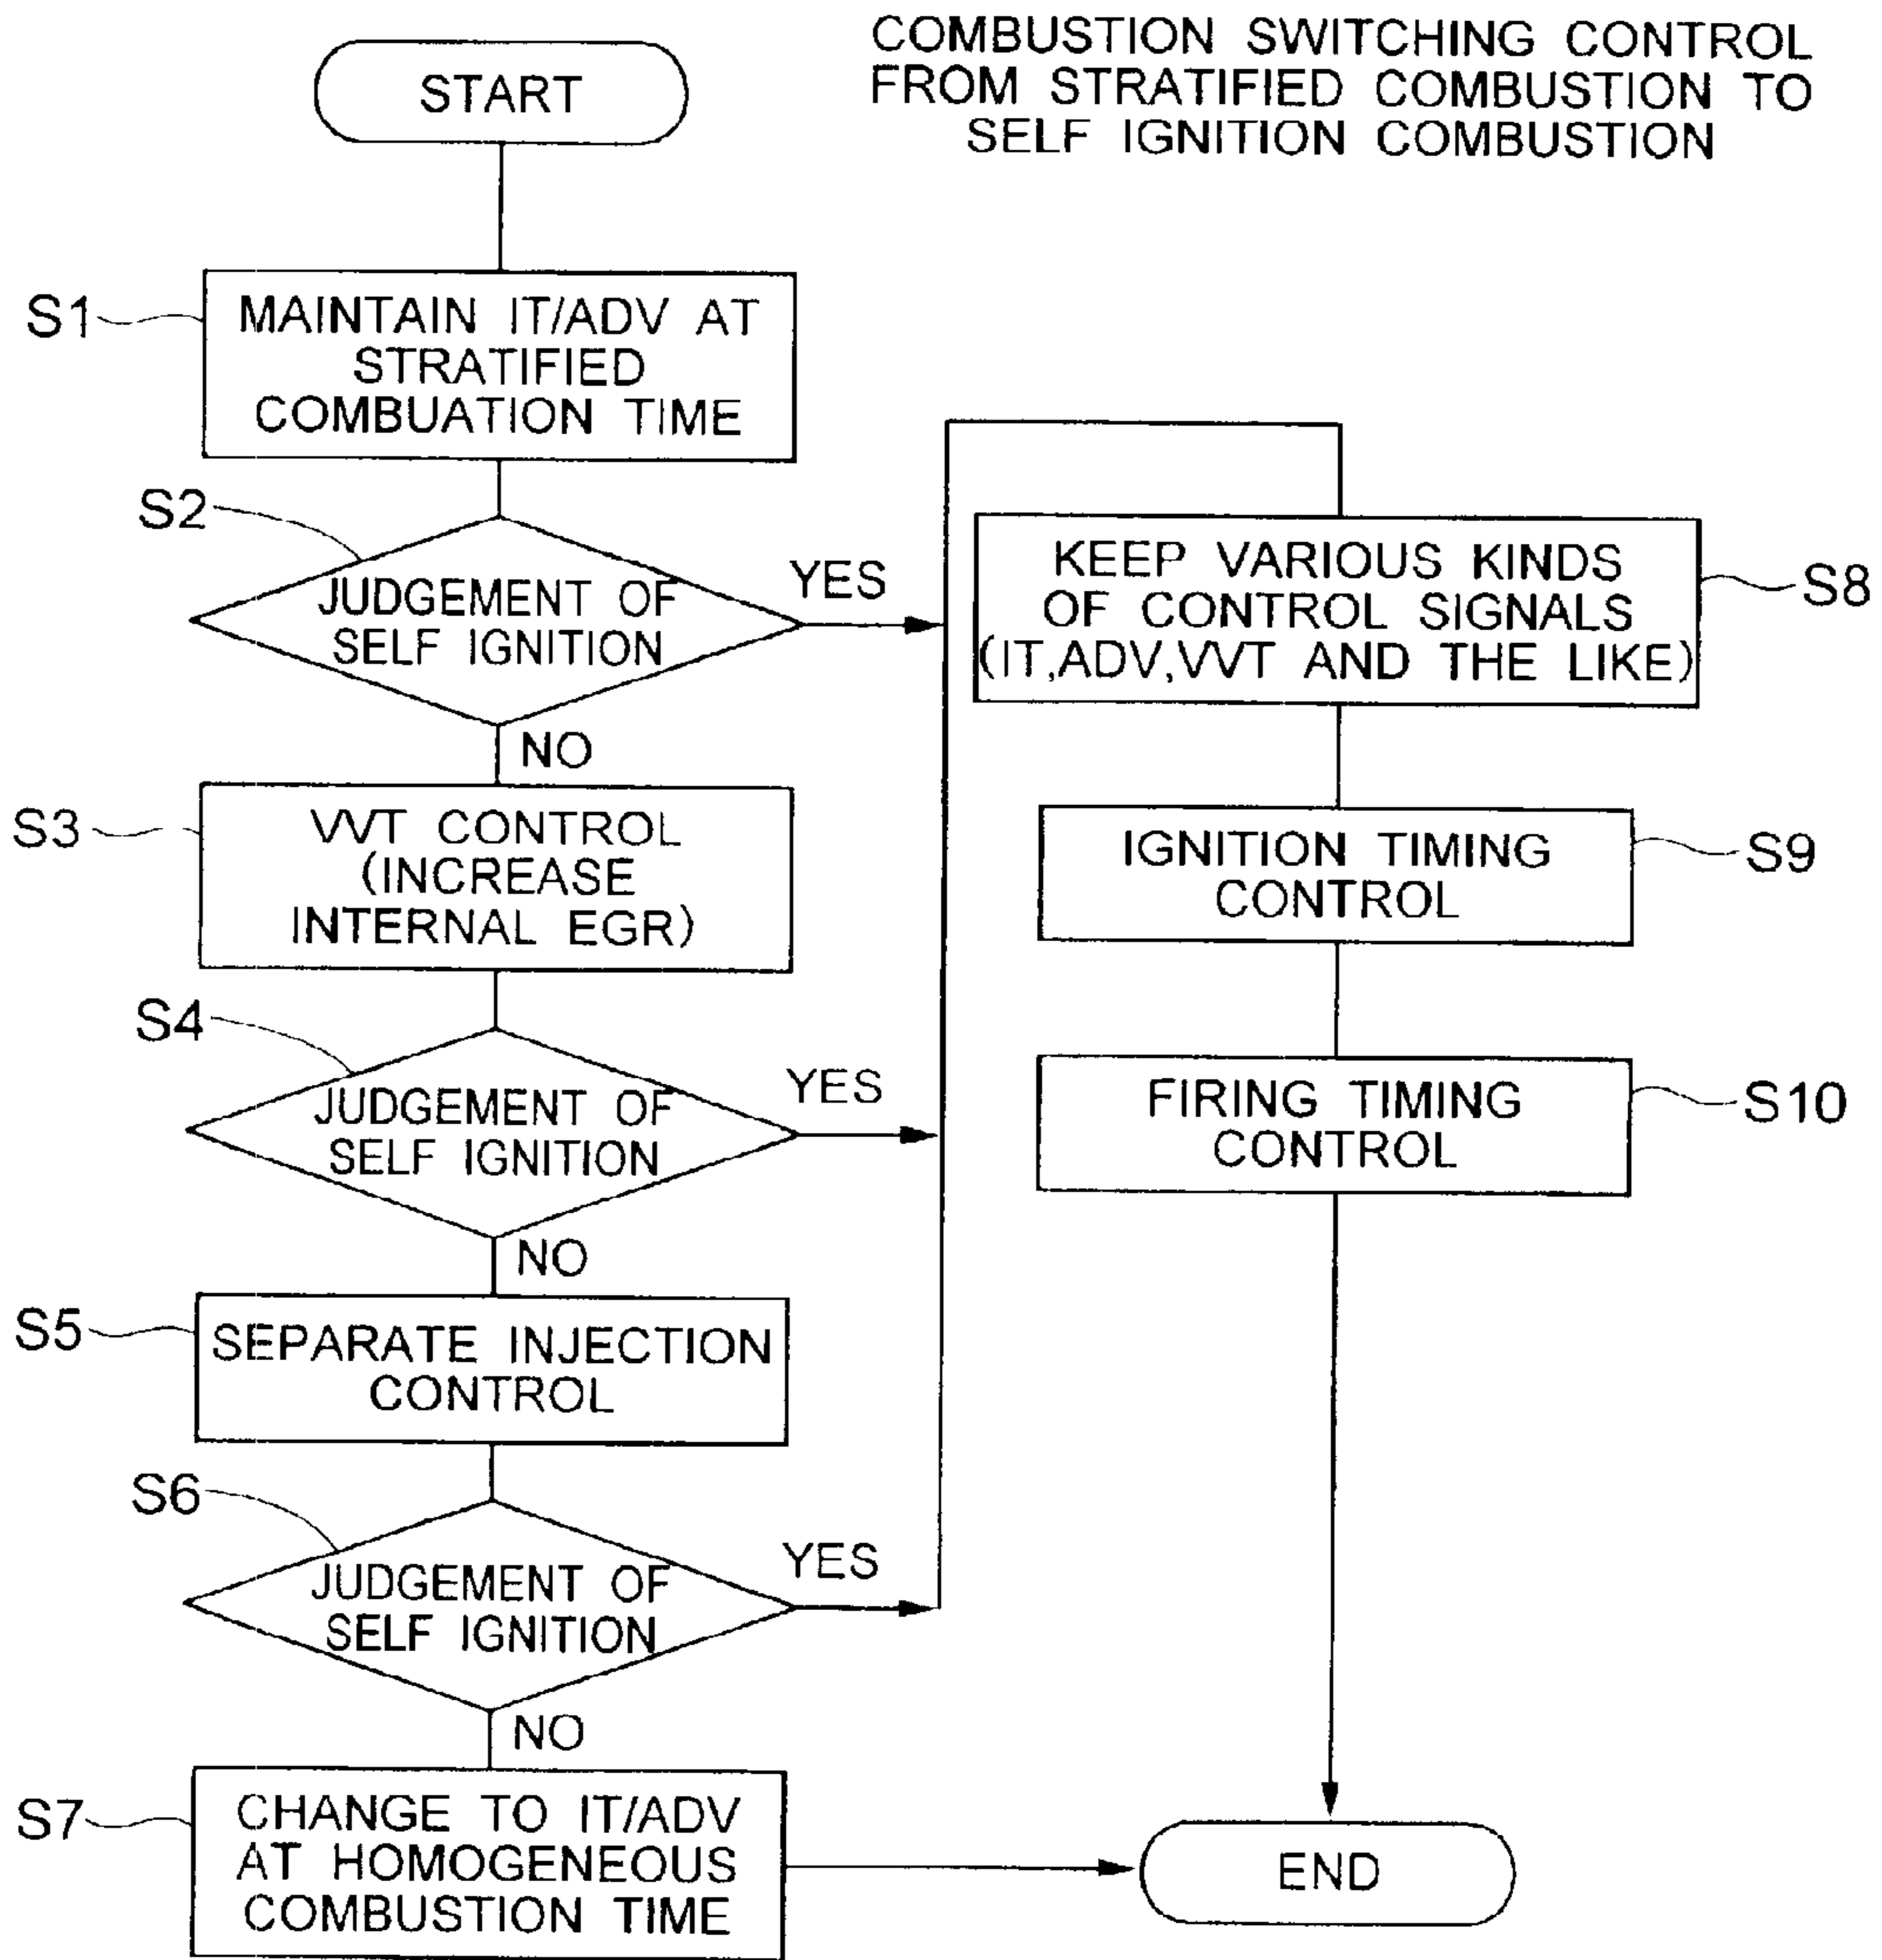 COMBUSTION SWITCHING CONTROL
FROM STRATIFIED COMBUSTION TO
SELF IGNITION COMBUSTION
START
S1
MAINTAIN IT/ADV AT
STRATIFIED
COMBUATION TIME
S2
JUDGEMENT OF
SELF IGNITION
YES
NO
S3
VVT CONTROL
(INCREASE
INTERNAL EGR)
S4
JUDGEMENT OF
SELF IGNITION
YES
NO
S5
SEPARATE INJECTION
CONTROL
S6
JUDGEMENT OF
SELF IGNITION
YES
NO
S7
CHANGE TO IT/ADV
AT HOMOGENEOUS
COMBUSTION TIME
KEEP VARIOUS KINDS
OF CONTROL SIGNALS
(IT,ADV,VVT AND THE LIKE)
S8
IGNITION TIMING
CONTROL
S9
FIRING TIMING
CONTROL
S10
END